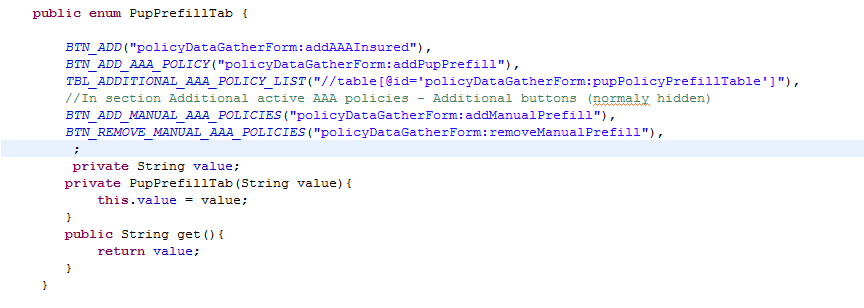 public enum PupPrefillTab {
BTN_ADD("policyDataGatherForm:addAAAInsured"),
BTN_ADD_AAA_POLICY("policyDataGatherForm:addPupPrefill"),
TBL_ADDITIONAL_AAA_POLICY_LIST("//table[@id='policyDataGatherForm:pupPolicyPrefillTable']"),
//In section Additional active AAA policies - Additional buttons (normaly hidden)
BTN_ADD_MANUAL_AAA_POLICIES("policyDataGatherForm:addManualPrefill"),
BTN_REMOVE_MANUAL_AAA_POLICIES("policyDataGatherForm:removeManualPrefill"),
;
private String value;
private PupPrefillTab(String value){
this.value = value;
}
public String get(){
return value;
}
}